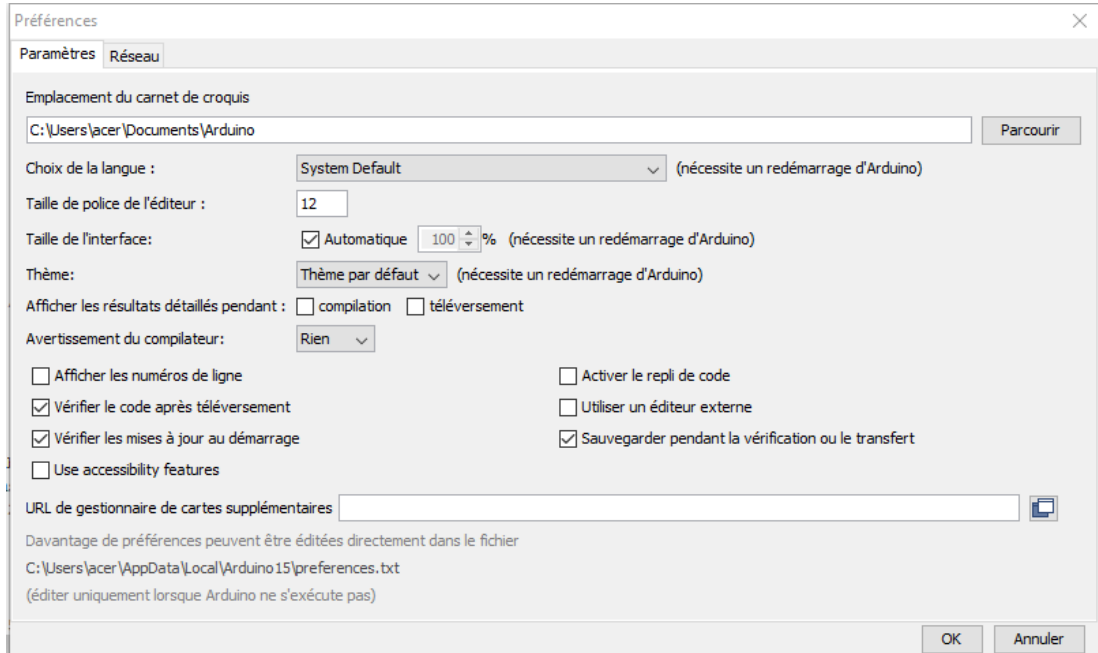 Préférences
Paramètres Réseau
Emplacement du carnet de croquis
C:\Users\acer\Documents\Arduino Parcourir
Choix de la langue : System Default (nécessite un redémarrage d'Arduino)
Taille de police de l'éditeur : 12
Taille de l'interface: Automatique 100 % (nécessite un redémarrage d'Arduino)
Thème: Thème par défaut (nécessite un redémarrage d'Arduino)
Afficher les résultats détaillés pendant : compilation téléversement
Avertissement du compilateur: Rien
Afficher les numéros de ligne Activer le repli de code
Vérifier le code après téléversement Utiliser un éditeur externe
Vérifier les mises à jour au démarrage Sauvegarder pendant la vérification ou le transfert
Use accessibility features
URL de gestionnaire de cartes supplémentaires
Davantage de préférences peuvent être éditées directement dans le fichier
C:\Users\acer\AppData\Local\Arduino15\preferences.txt
(éditer uniquement lorsque Arduino ne s'exécute pas)
OK Annuler